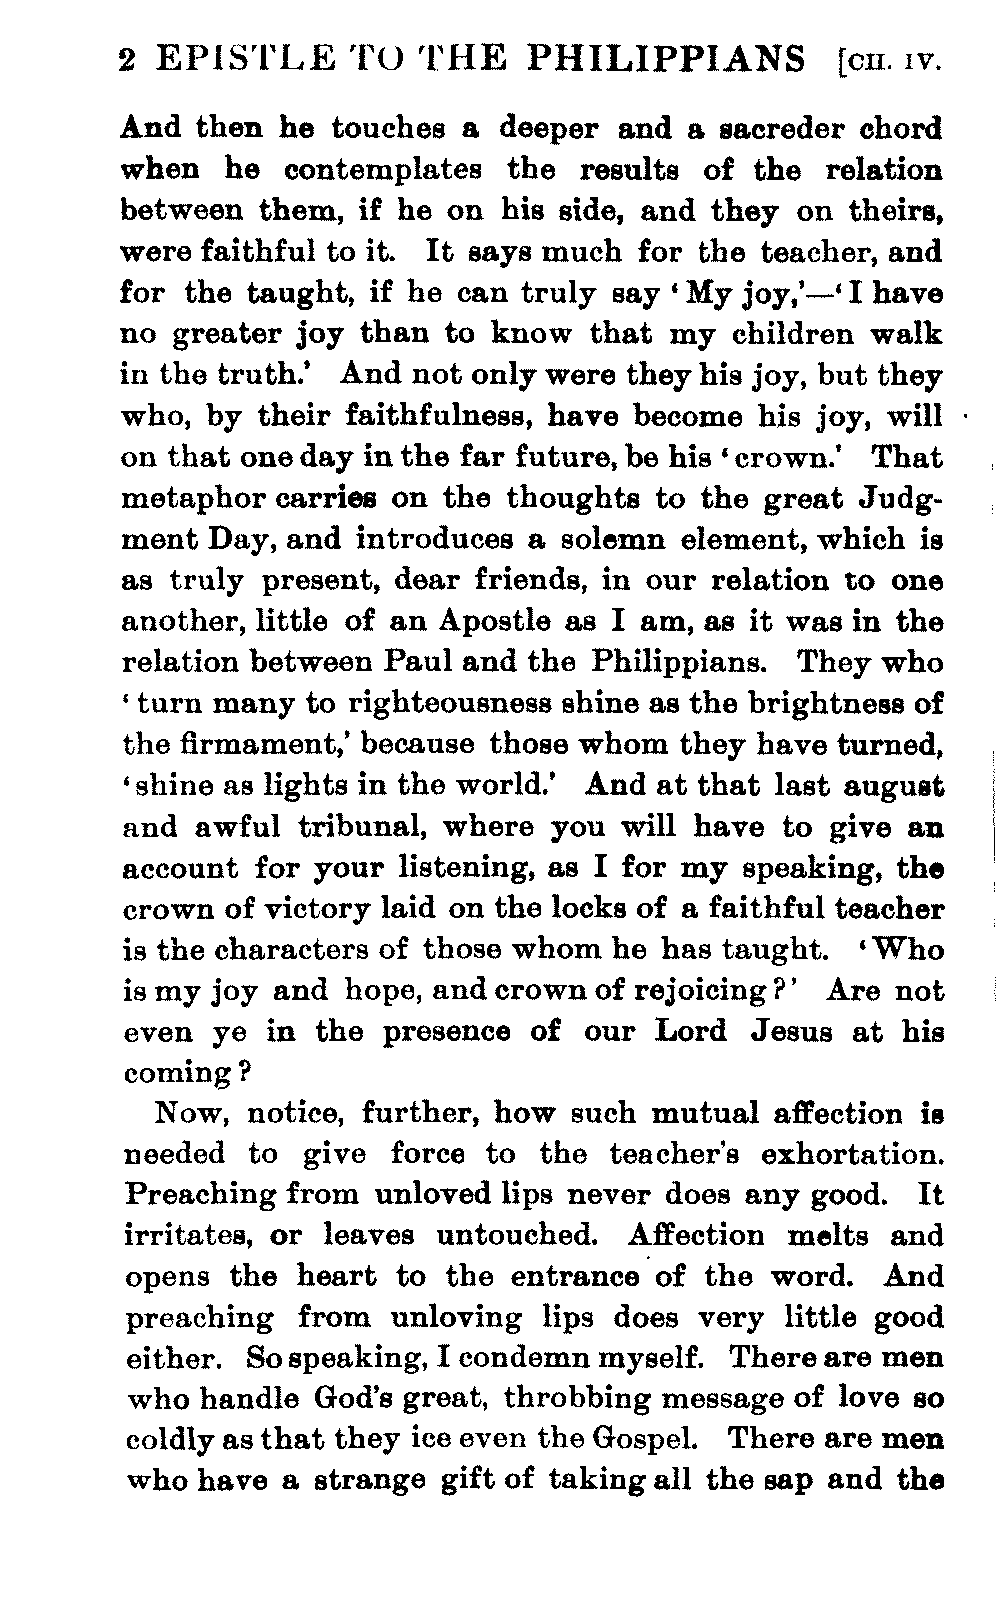 2 EPISTLE TO THE PHILIPPIANS [CH. IV.
And then he touches a deeper and a sacreder chord
when he contemplates the results of the relation
between them, if he on his side, and they on theirs,
were faithful to it. It says much for the teacher, and
for the taught, if he can truly say ‘My joy,’—‘I have
no greater joy than to know that my children walk
in the truth.’ And not only were they his joy, but they
who, by their faithfulness, have become his joy, will
on that one day in the far future, be his ‘crown.’ That
metaphor carries on the thoughts to the great Judg-
ment Day, and introduces a solemn element, which is
as truly present, dear friends, in our relation to one
another, little of an Apostle as I am, as it was in the
relation between Paul and the Philippians. They who
‘turn many to righteousness shine as the brightness of
the firmament,’ because those whom they have turned,
‘shine as lights in the world.’ And at that last august
and awful tribunal, where you will have to give an
account for your listening, as I for my speaking, the
crown of victory laid on the locks of a faithful teacher
is the characters of those whom he has taught. ‘Who
is my joy and hope, and crown of rejoicing?’ Are not
even ye in the presence of our Lord Jesus at his
coming?
Now, notice, further, how such mutual affection is
needed to give force to the teacher’s exhortation.
Preaching from unloved lips never does any good. It
irritates, or leaves untouched. Affection melts and
opens the heart to the entrance of the word. And
preaching from unloving lips does very little good
either. So speaking, I condemn myself. There are men
who handle God’s great, throbbing message of love so
coldly as that they ice even the Gospel. There are men
who have a strange gift of taking all the sap and the